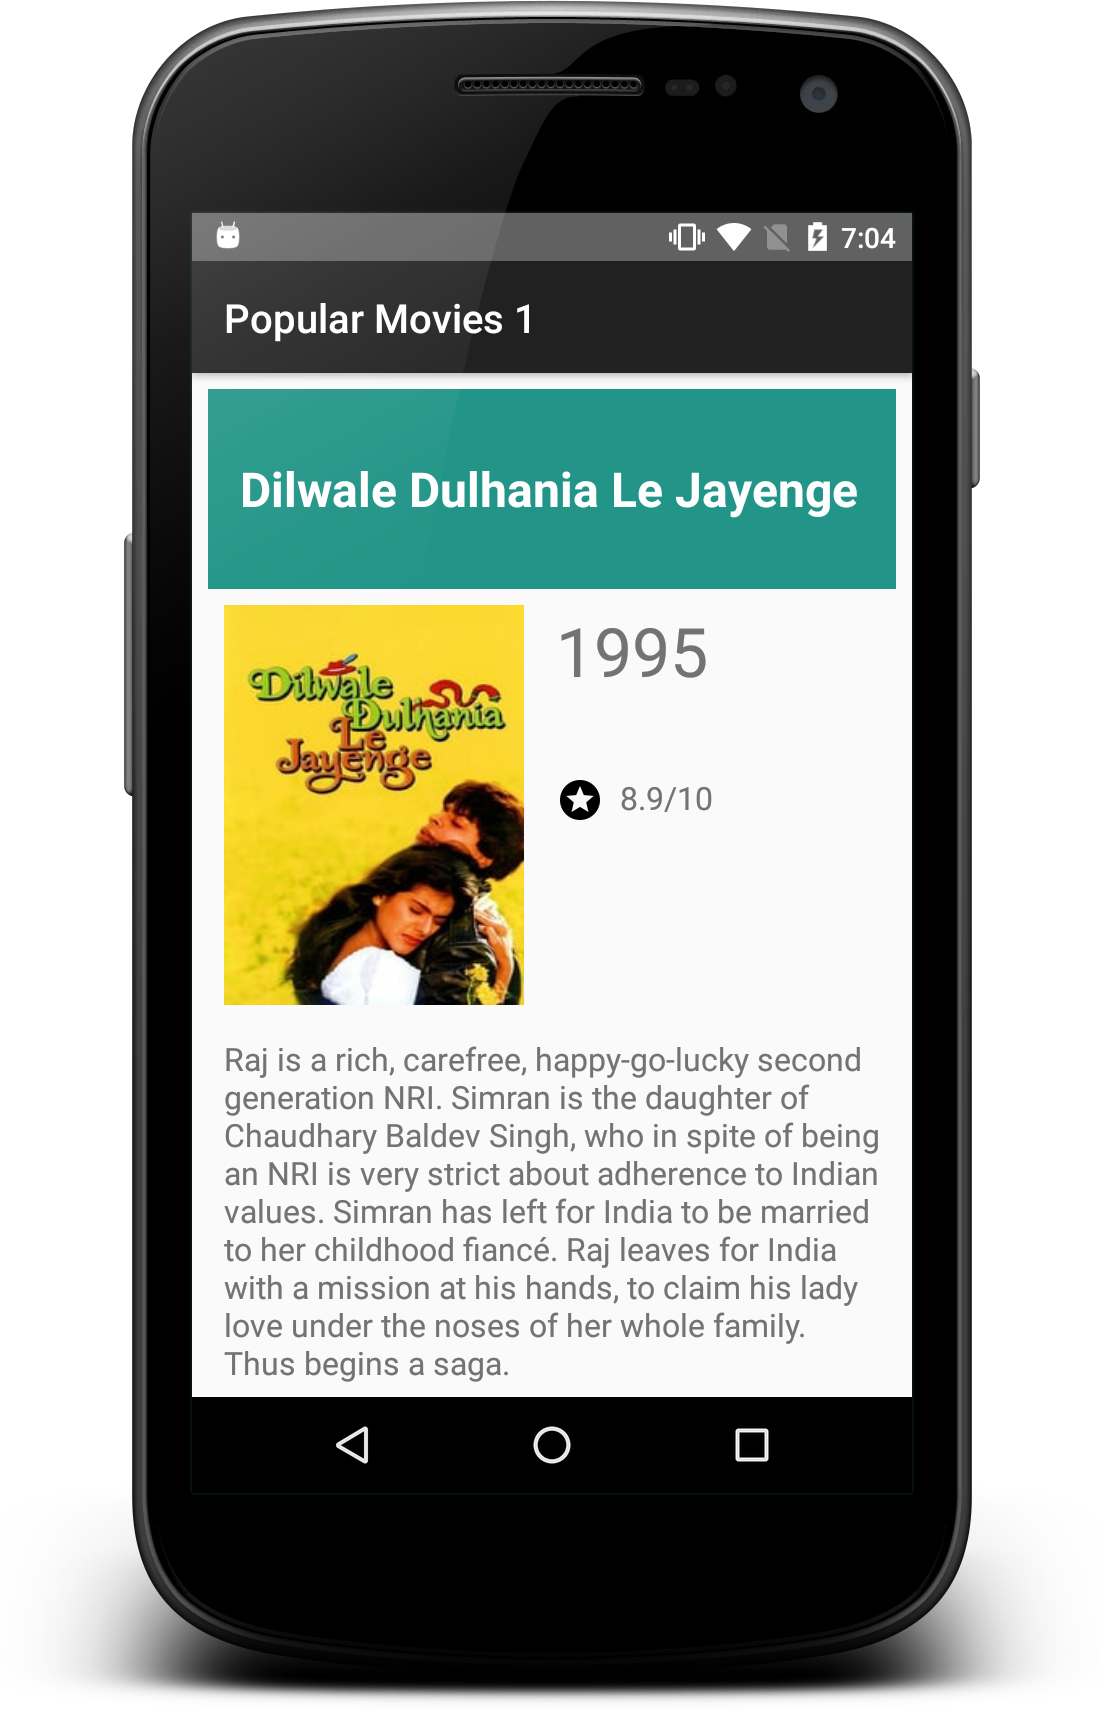 7:04
Popular Movies 1
Dilwale Dulhania Le Jayenge
Dilwale
Dulhania
Le
Jayenge
1995
8.9/10
Raj is a rich, carefree, happy-go-lucky second
generation NRI. Simran is the daughter of
Chaudhary Baldev Singh, who in spite of being
an NRI is very strict about adherence to Indian
values. Simran has left for India to be married
to her childhood fiancé. Raj leaves for India
with a mission at his hands, to claim his lady
love under the noses of her whole family.
Thus begins a saga.